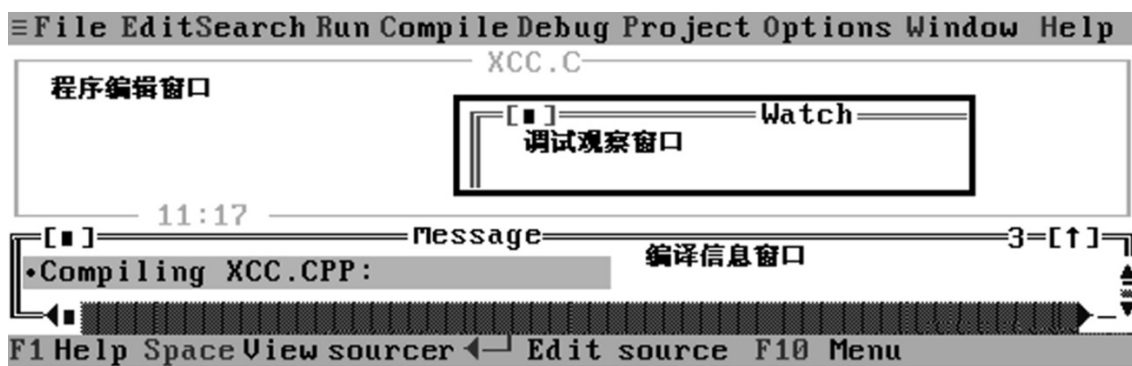 ≡File EditSearch Run Compile Debug Project Options Window Help
XCC.C
程序编辑窗口
[∎] Watch
调试观察窗口
11:17
[∎] Message 3=[↑]
编译信息窗口
•Compiling XCC.CPP:
F1 Help Space View sourcer ◄─┘ Edit source F10 Menu